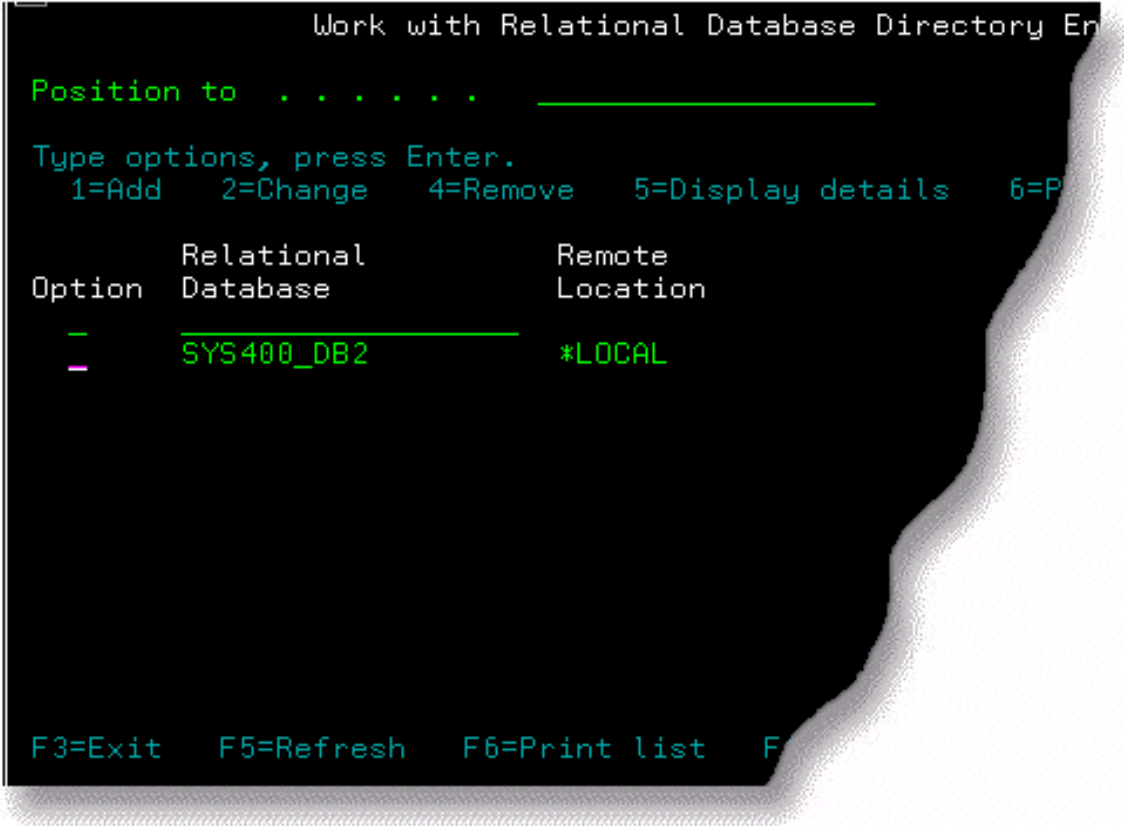 Work with Relational Database Directory En
Position to . . . . . .
Type options, press Enter.
1=Add 2=Change 4=Remove 5=Display details 6=P
Relational Remote
Option Database Location
SYS400_DB2 *LOCAL
F3=Exit F5=Refresh F6=Print list F